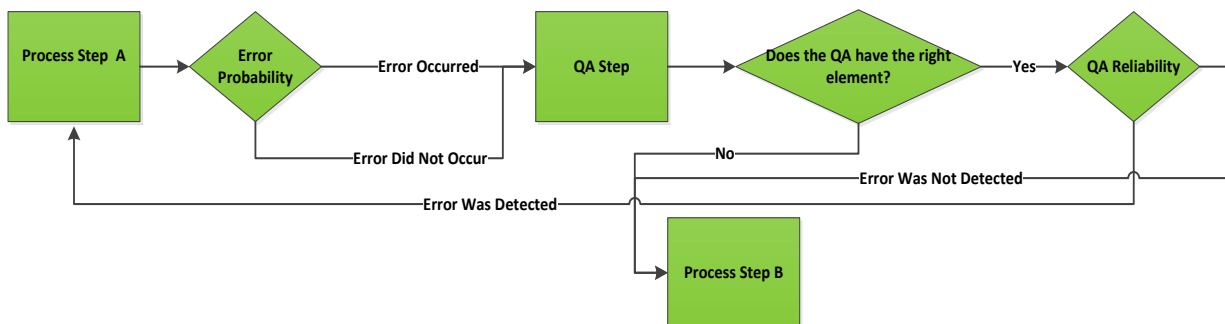 Process Step A
Error
Probability
Error Occurred
QA Step
Does the QA have the right
element?
Yes
QA Reliability
Error Did Not Occur
No
Error Was Not Detected
Error Was Detected
Process Step B